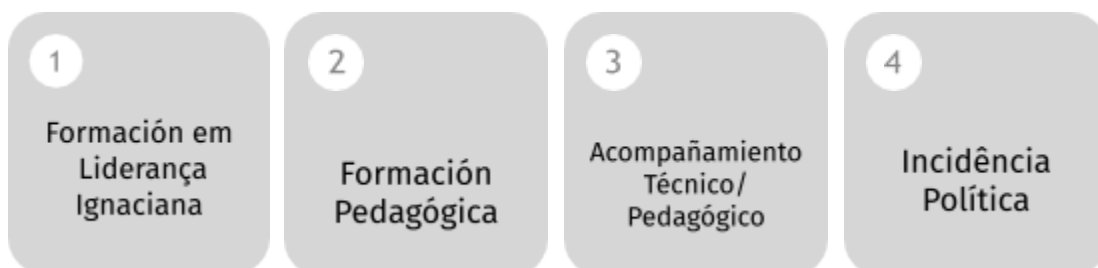 1
Formación em
Liderança
Ignaciana
2
Formación
Pedagógica
3
Acompañamiento
Técnico/
Pedagógico
4
Incidência
Política